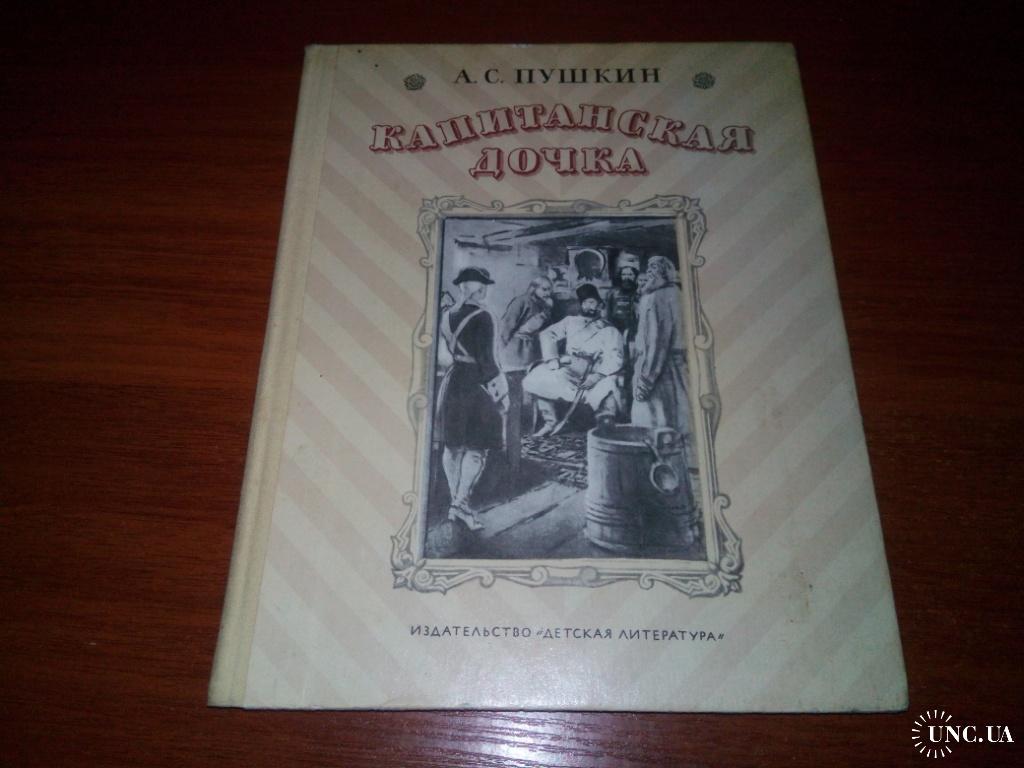 А. С. ПУШКИН
КАПИТАНСКАЯ
ДОЧКА
ИЗДАТЕЛЬСТВО «ДЕТСКАЯ ЛИТЕРАТУРА»
UNC.UA